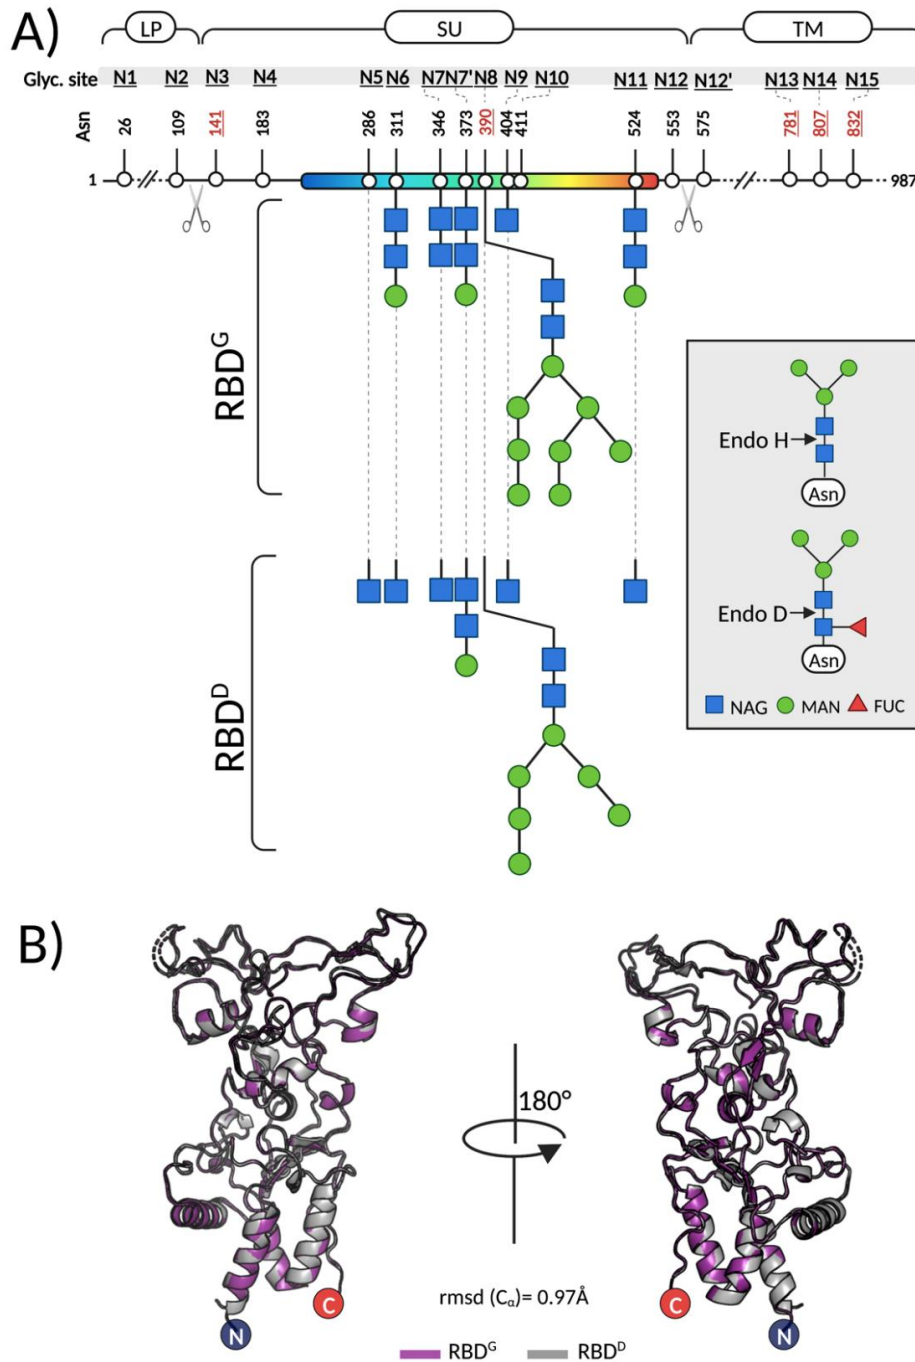 A)
LP SU TM
Glyc. site N1 N2 N3 N4 N5 N6 N7 N7' N8 N9 N10 N11 N12 N12' N13 N14 N15
Asn 26 109 141 183 286 311 346 373 390 404 411 524 553 575 781 807 832
1 987
RBD^G
Endo H
Asn
Endo D
Asn
NAG MAN FUC
RBD^D
B)
180°
rmsd (Cα)= 0.97Å
C C
N N
RBD^G RBD^D